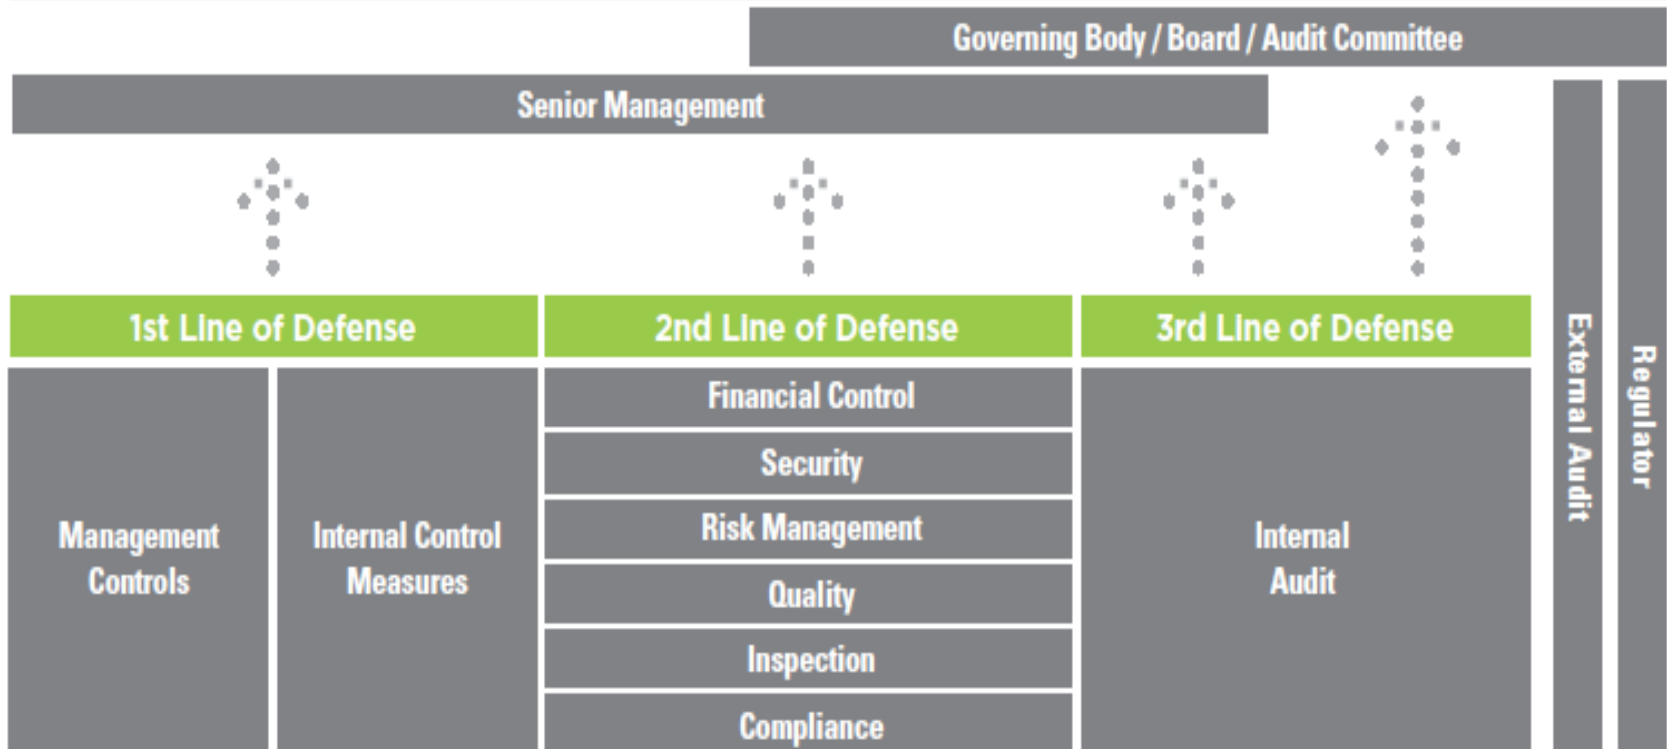 Governing Body / Board / Audit Committee
Senior Management
1st Line of Defense
2nd Line of Defense
3rd Line of Defense
Management
Controls
Internal Control
Measures
Financial Control
Security
Risk Management
Quality
Inspection
Compliance
Internal
Audit
External Audit
Regulator